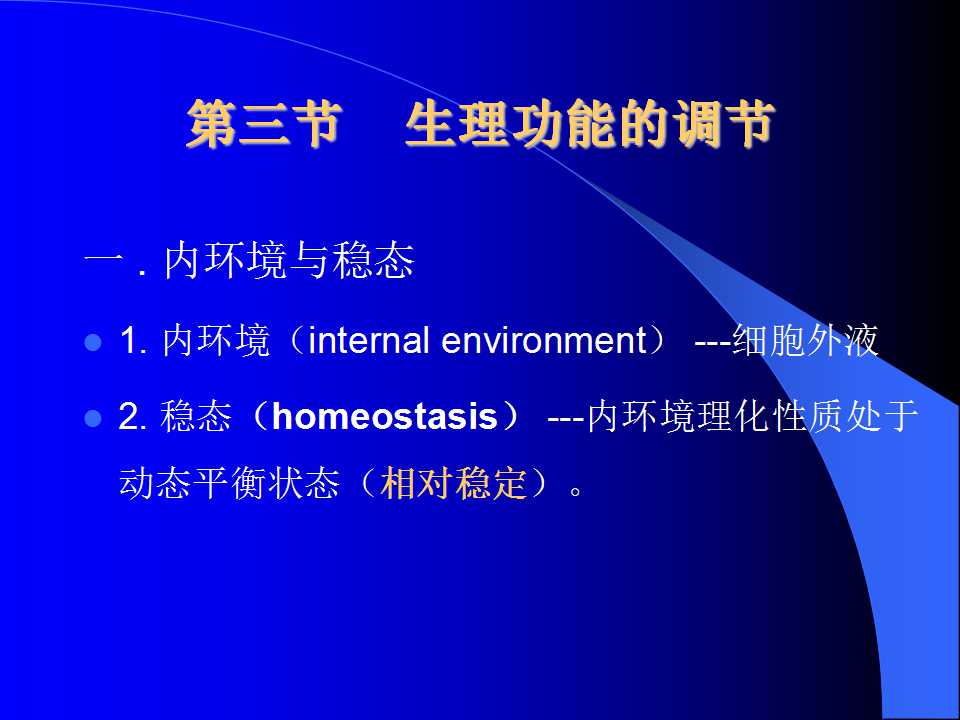 第三节 生理功能的调节
一 . 内环境与稳态
1. 内环境（internal environment） ---细胞外液
2. 稳态（homeostasis） ---内环境理化性质处于
动态平衡状态（相对稳定）。